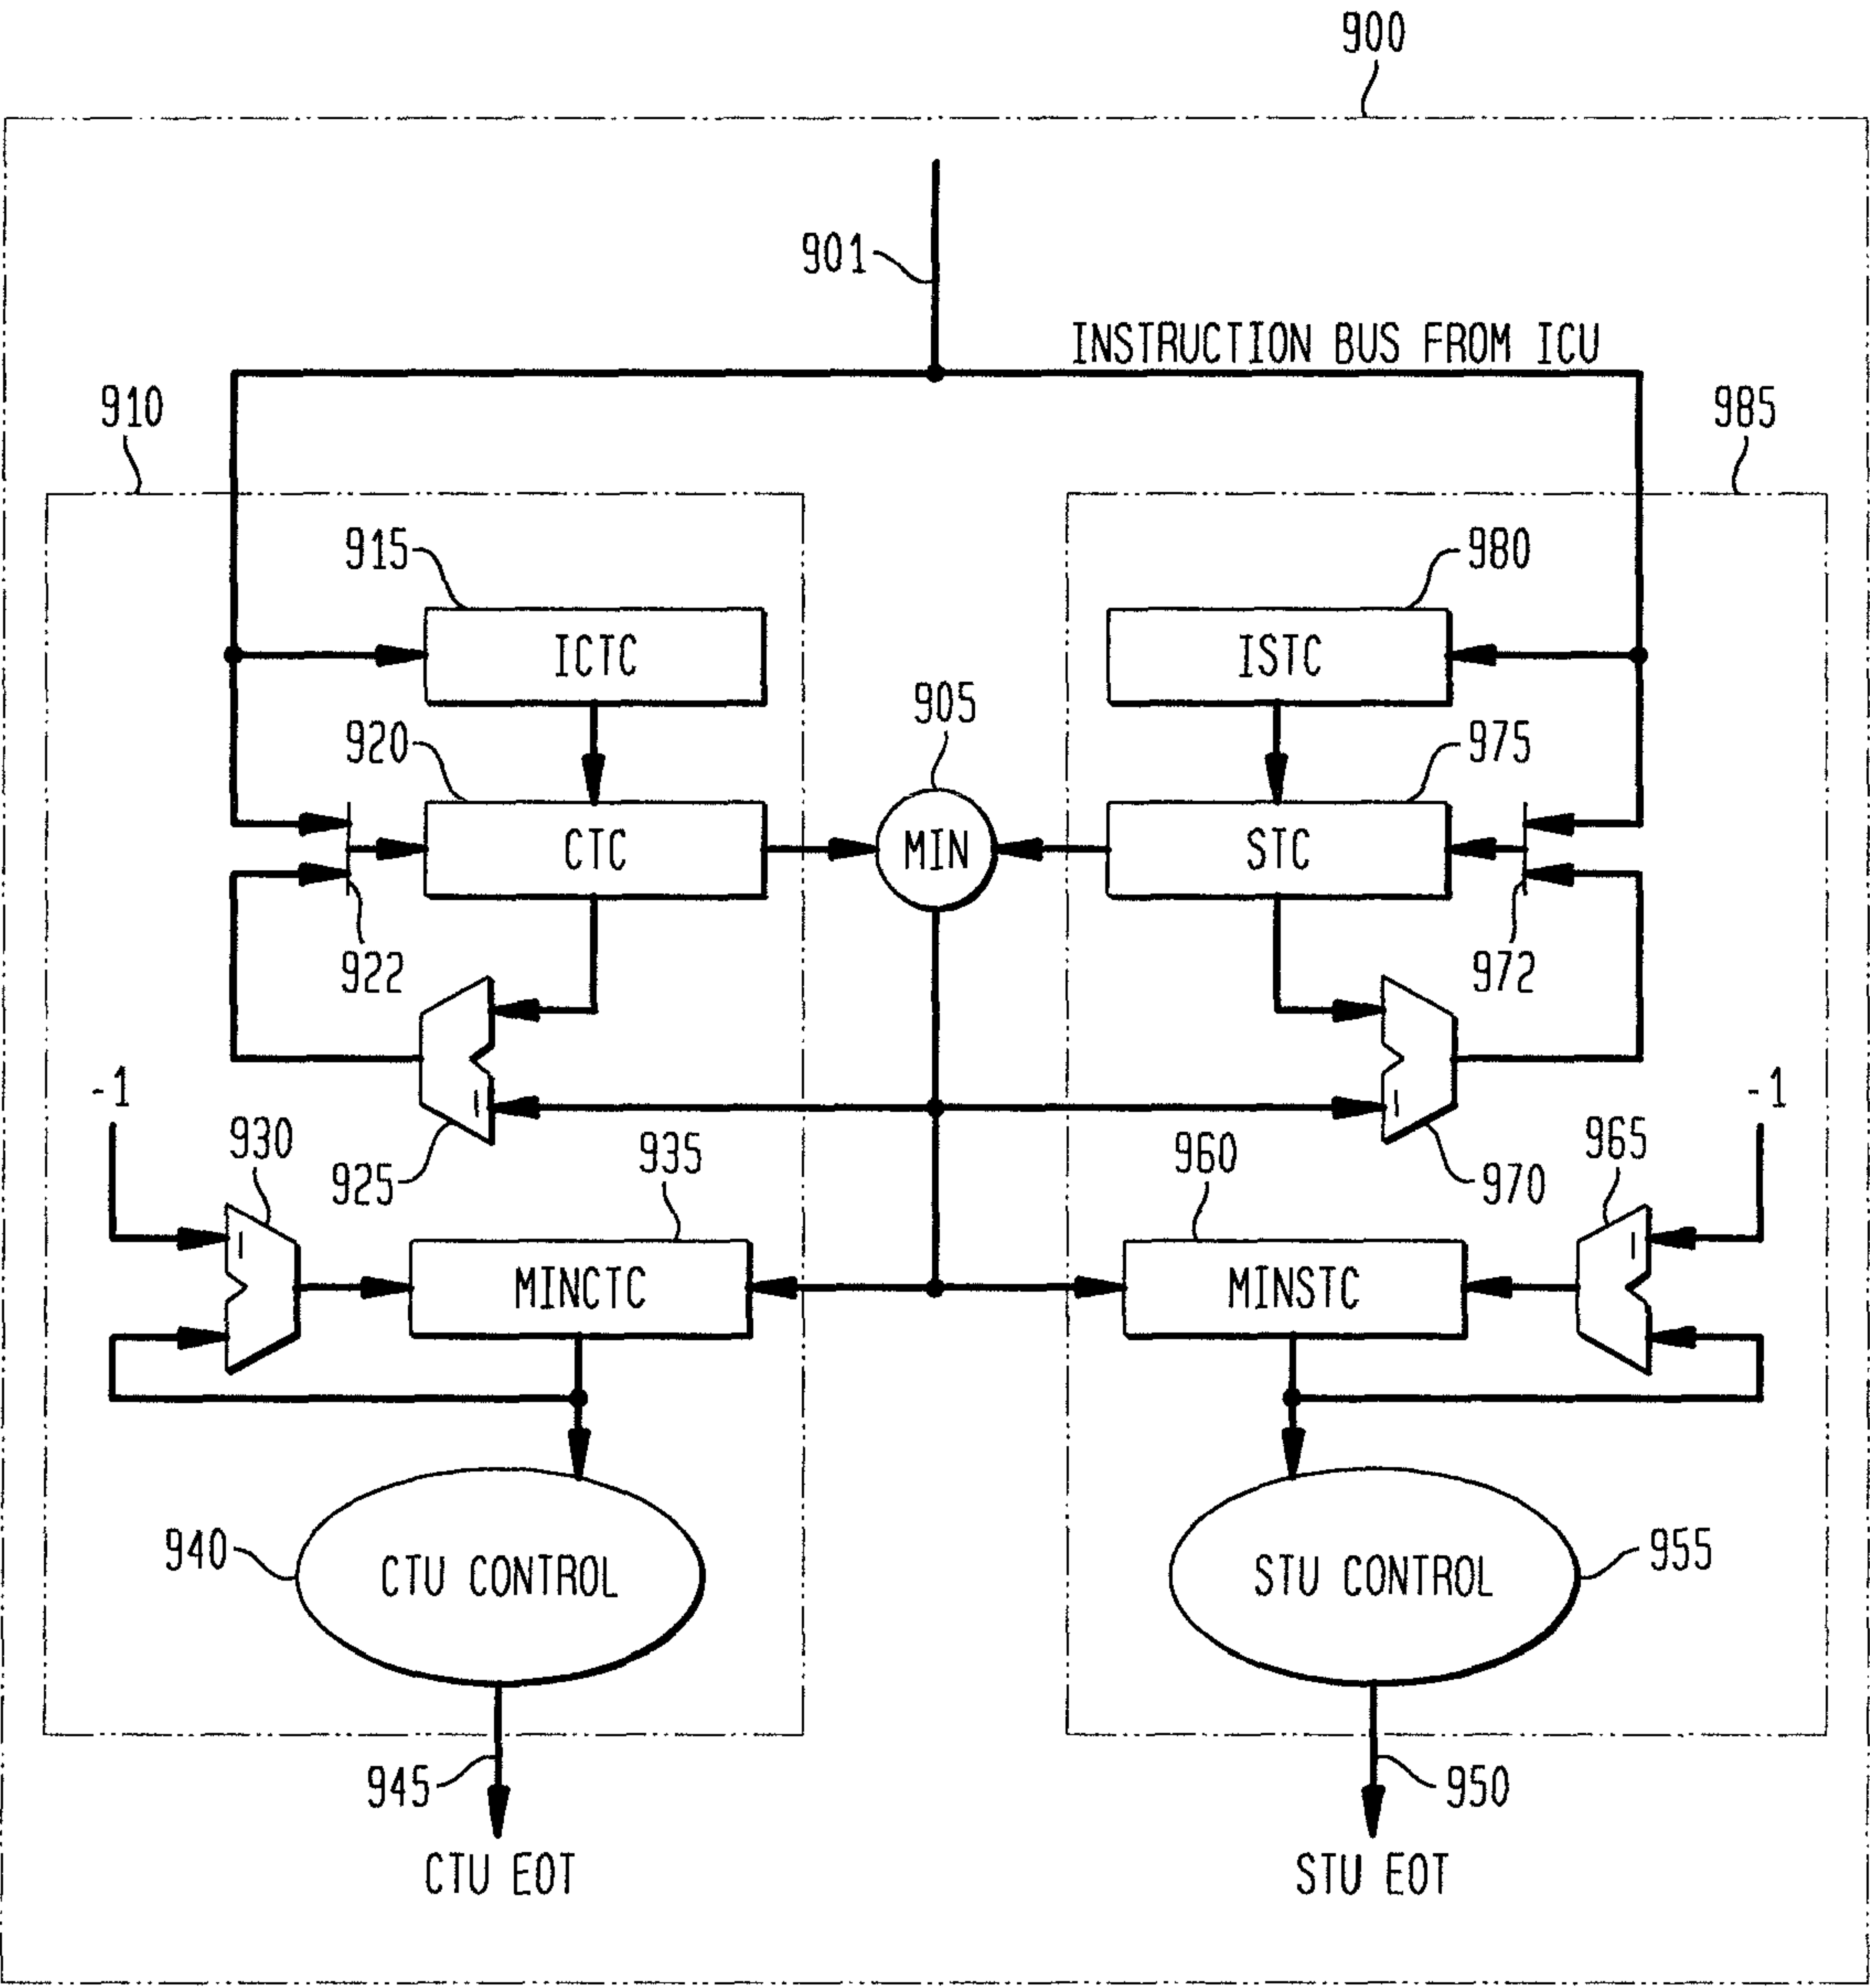 900
901
INSTRUCTION BUS FROM ICU
910
985
915
980
ICTC
ISTC
905
920
975
CTC
MIN
STC
922
972
-1
-1
930
925
935
960
970
965
MINCTC
MINSTC
940
CTU CONTROL
STU CONTROL
955
945
950
CTU EOT
STU EOT